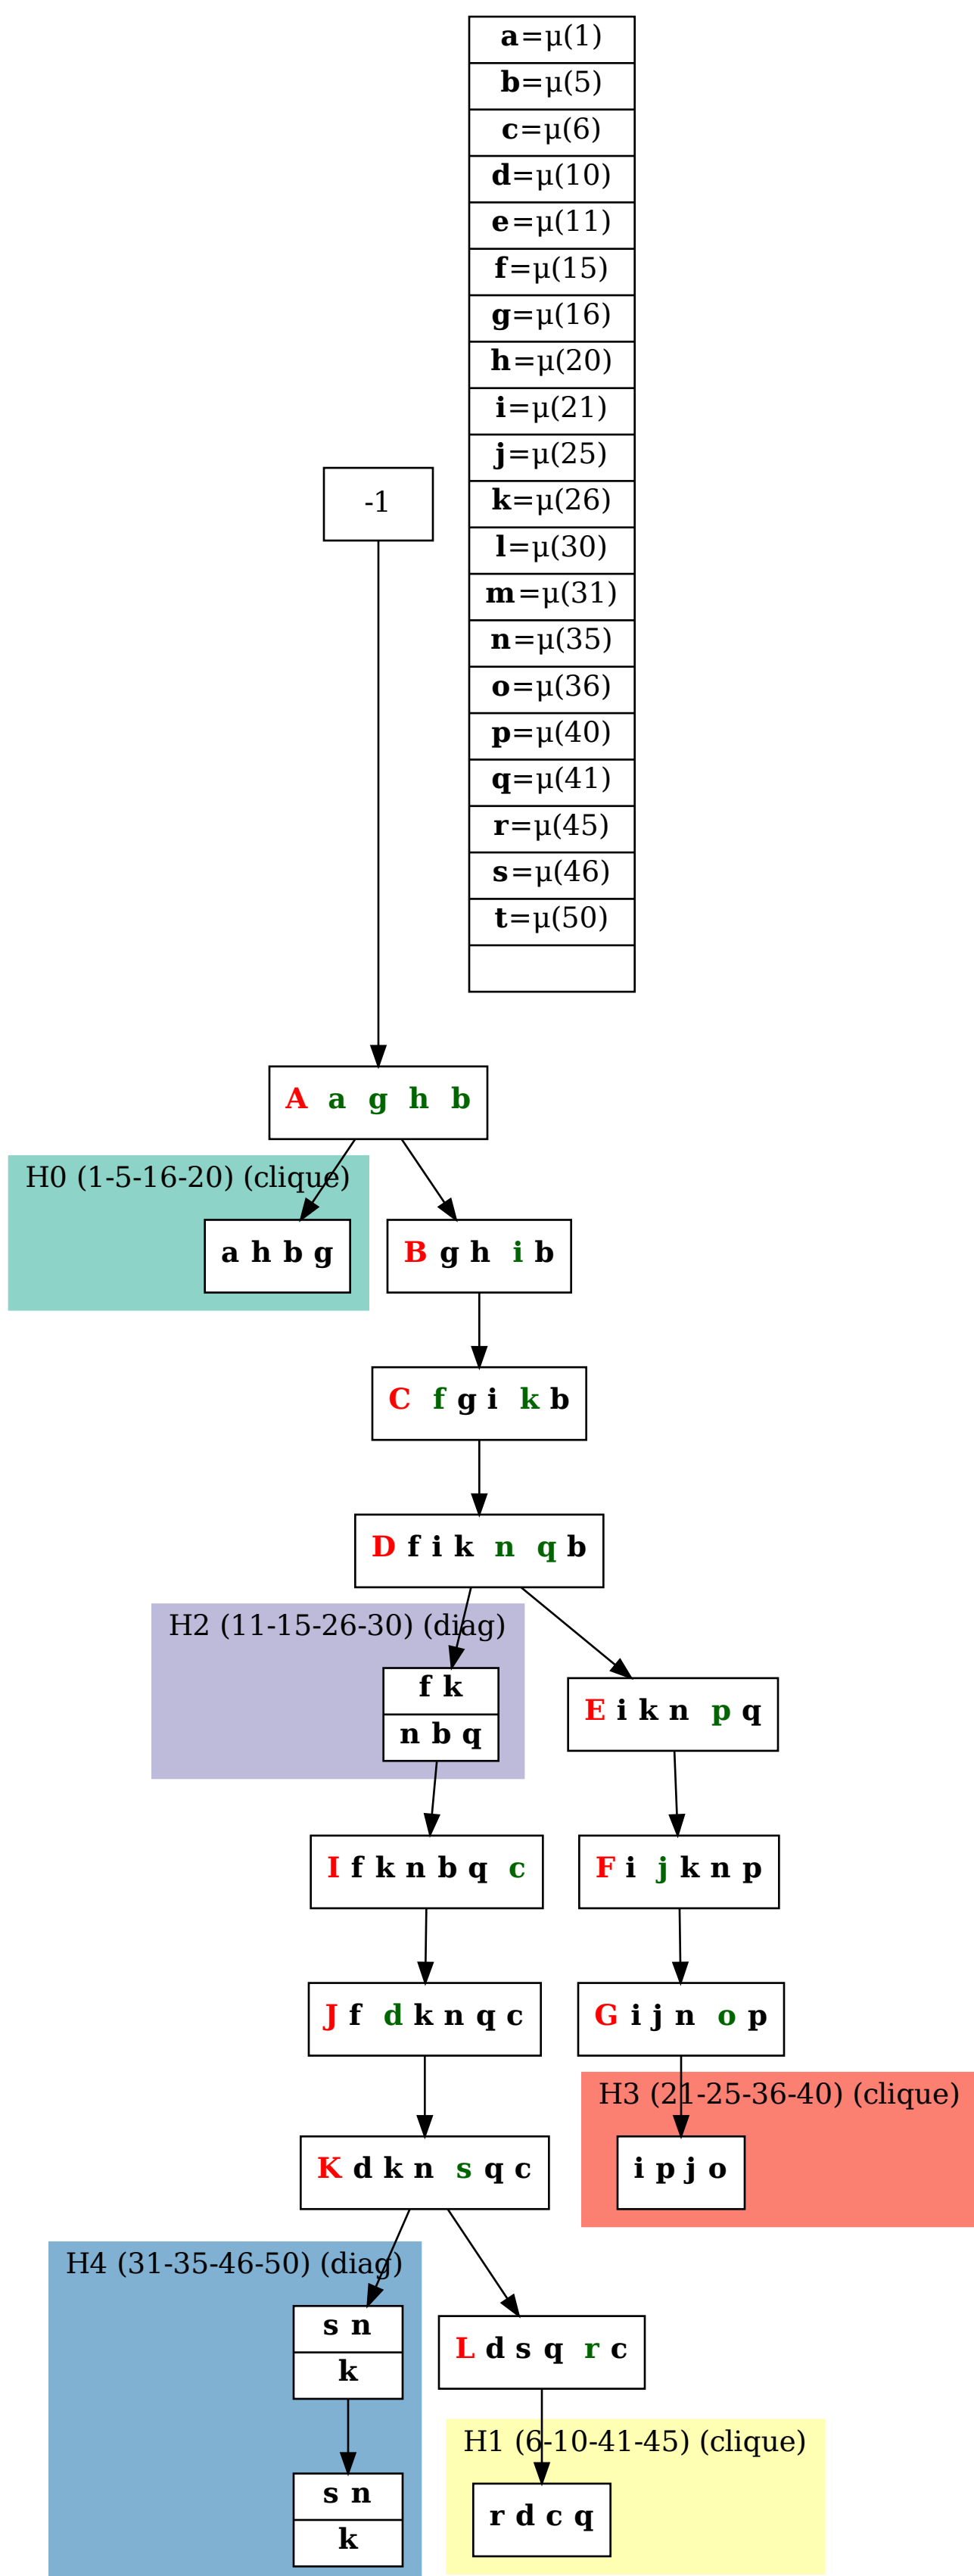 a=μ(1)
b=μ(5)
c=μ(6)
d=μ(10)
e=μ(11)
f=μ(15)
g=μ(16)
h=μ(20)
i=μ(21)
j=μ(25)
k=μ(26)
l=μ(30)
m=μ(31)
n=μ(35)
o=μ(36)
p=μ(40)
q=μ(41)
r=μ(45)
s=μ(46)
t=μ(50)
-1
A a g h b
H0 (1-5-16-20) (clique)
a h b g
B g h i b
C f g i k b
D f i k n q b
H2 (11-15-26-30) (diag)
f k
n b q
E i k n p q
I f k n b q c
F i j k n p
J f d k n q c
G i j n o p
H3 (21-25-36-40) (clique)
i p j o
K d k n s q c
H4 (31-35-46-50) (diag)
s n
k
L d s q r c
H1 (6-10-41-45) (clique)
r d c q
s n
k